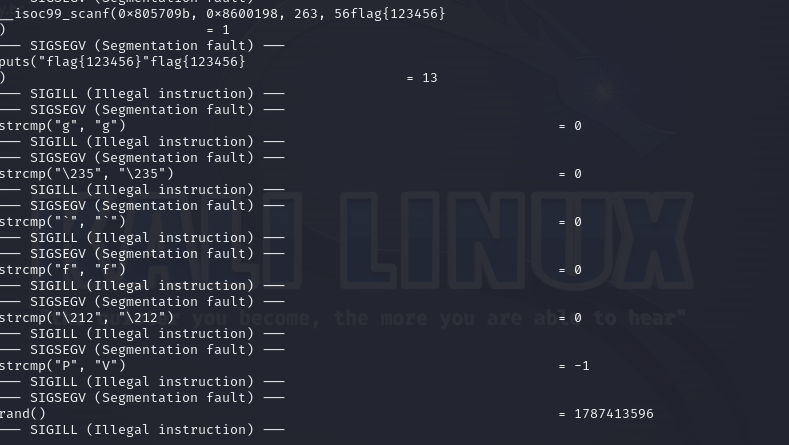 __isoc99_scanf(0×805709b, 0×8600198, 263, 56flag{123456}
) = 1
--- SIGSEGV (Segmentation fault) ---
puts("flag{123456}"flag{123456}
) = 13
--- SIGILL (Illegal instruction) ---
--- SIGSEGV (Segmentation fault) ---
strcmp("g", "g") = 0
--- SIGILL (Illegal instruction) ---
--- SIGSEGV (Segmentation fault) ---
strcmp("\235", "\235") = 0
--- SIGILL (Illegal instruction) ---
--- SIGSEGV (Segmentation fault) ---
strcmp("`", "`") = 0
--- SIGILL (Illegal instruction) ---
--- SIGSEGV (Segmentation fault) ---
strcmp("f", "f") = 0
--- SIGILL (Illegal instruction) ---
--- SIGSEGV (Segmentation fault) ---
strcmp("\212", "\212") = 0
--- SIGILL (Illegal instruction) ---
--- SIGSEGV (Segmentation fault) ---
strcmp("P", "V") = -1
--- SIGILL (Illegal instruction) ---
--- SIGSEGV (Segmentation fault) ---
rand() = 1787413596
--- SIGILL (Illegal instruction) ---
KALI LINUX
you become, the more you are able to hear"